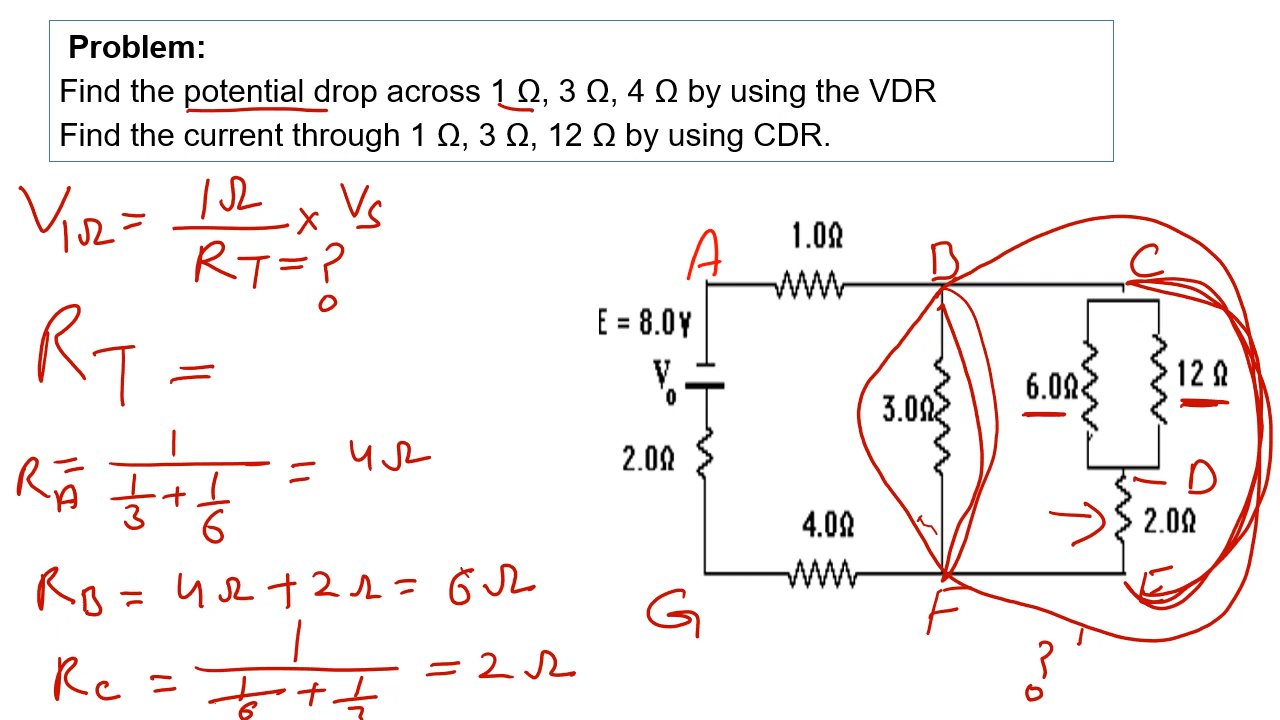 Problem:
Find the potential drop across 1 Ω, 3 Ω, 4 Ω by using the VDR
Find the current through 1 Ω, 3 Ω, 12 Ω by using CDR.
V1Ω = 1Ω / RT = ? × VS
RT =
RA = 1 / 1/3 + 1/6 = 4Ω
RB = 4Ω + 2Ω = 6Ω
RC = 1 / 1/6 + 1/3 = 2Ω
A
1.0Ω
B
C
E = 8.0V
V0
3.0Ω
6.0Ω
12 Ω
2.0Ω
D
4.0Ω
2.0Ω
G
F
E
?